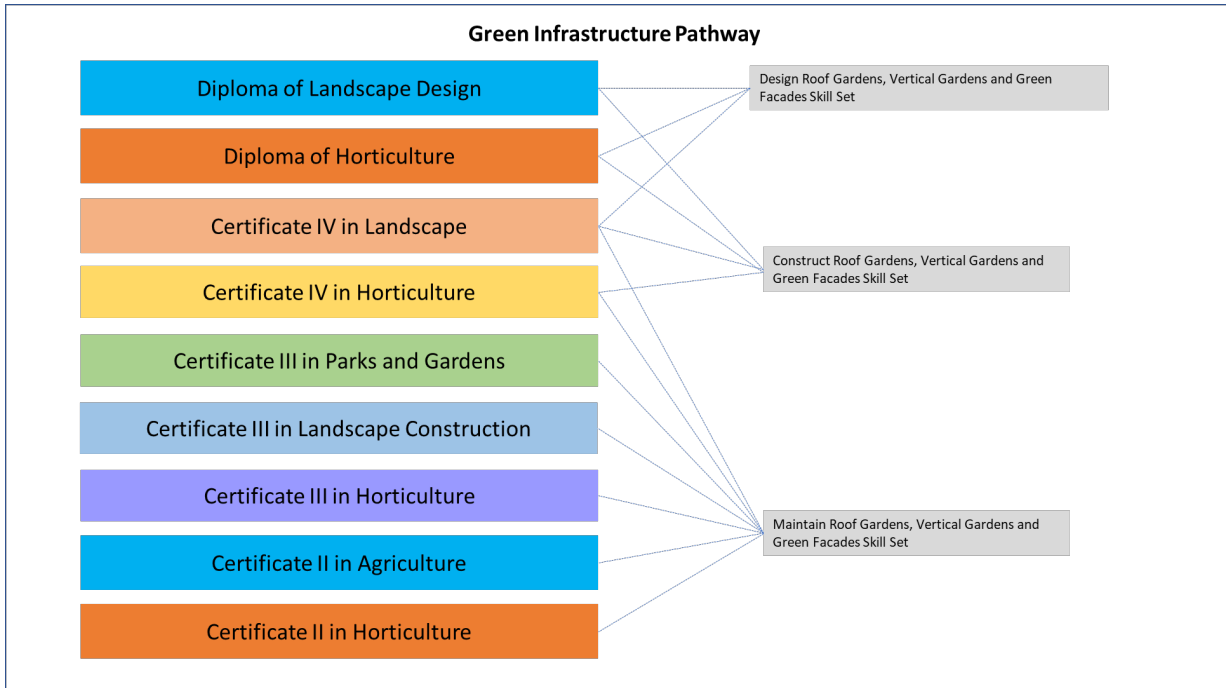 Green Infrastructure Pathway
Diploma of Landscape Design
Diploma of Horticulture
Certificate IV in Landscape
Certificate IV in Horticulture
Certificate III in Parks and Gardens
Certificate III in Landscape Construction
Certificate III in Horticulture
Certificate II in Agriculture
Certificate II in Horticulture
Design Roof Gardens, Vertical Gardens and Green
Facades Skill Set
Construct Roof Gardens, Vertical Gardens and
Green Facades Skill Set
Maintain Roof Gardens, Vertical Gardens and
Green Facades Skill Set